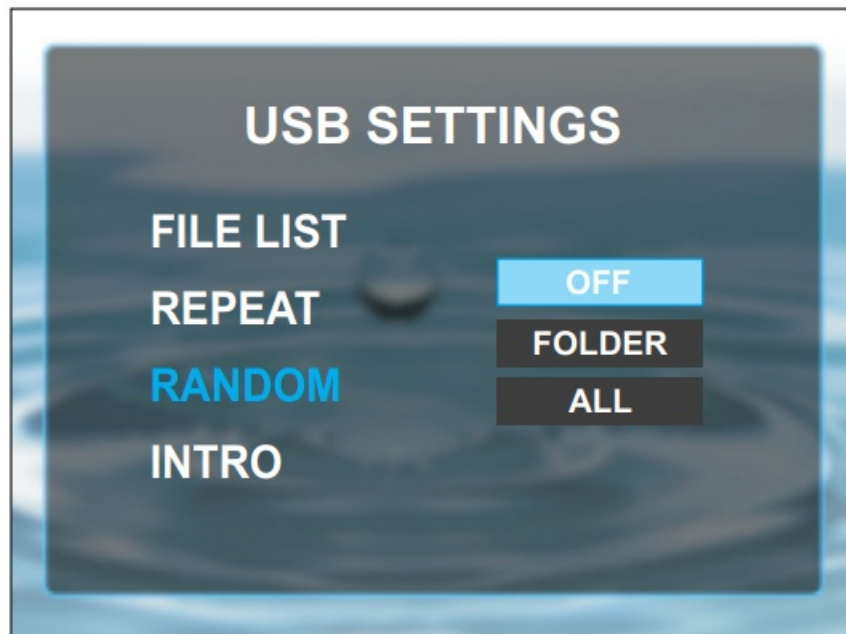 USB SETTINGS
FILE LIST
REPEAT
RANDOM
INTRO
OFF
FOLDER
ALL